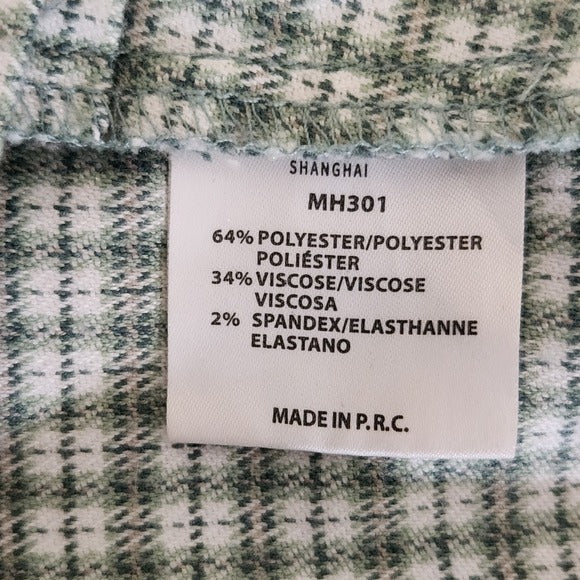 SHANGHAI
MH301
64% POLYESTER/POLYESTER
POLIÉSTER
34% VISCOSE/VISCOSE
VISCOSA
2% SPANDEX/ELASTHANNE
ELASTANO
MADE IN P.R.C.